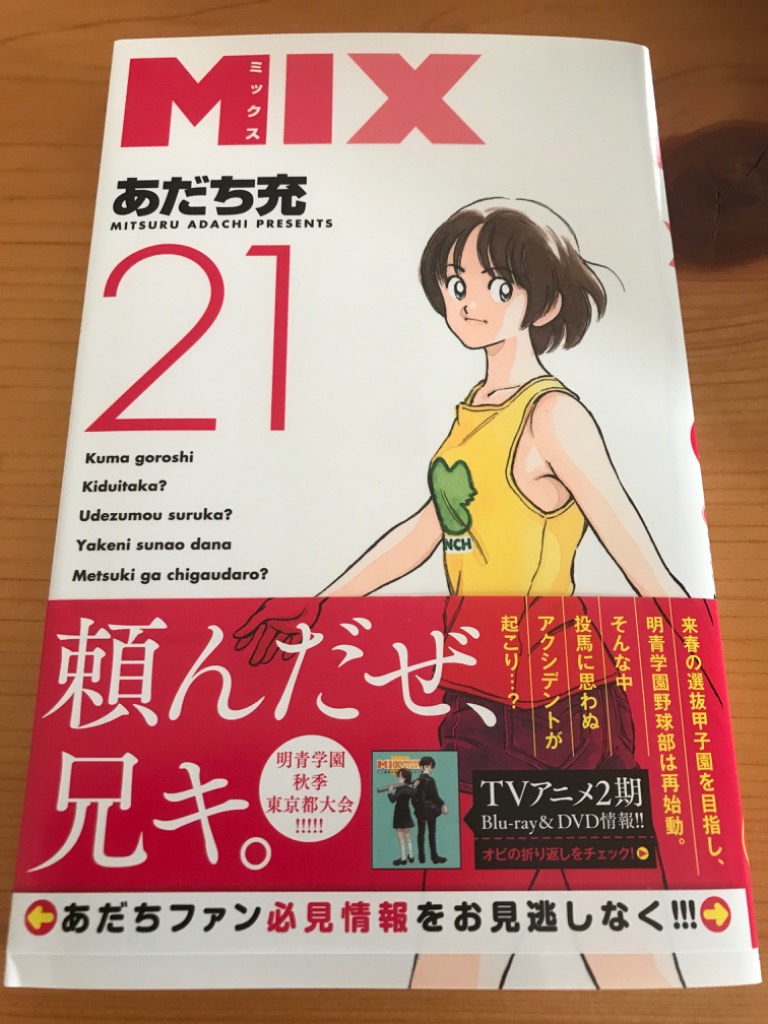 MIX
ミックス
あだち充
MITSURU ADACHI PRESENTS
21
Kuma goroshi
Kiduitaka?
Udezumou suruka?
Yakeni sunao dana
Metsuki ga chigaudaro?
NCH
来春の選抜甲子園を目指し、
明青学園野球部は再始動。
そんな中
投馬に思わぬ
アクシデントが
起こり…?
頼んだぜ、
兄キ。
明青学園
秋季
東京都大会
!!!!!
MIX
TVアニメ2期
Blu-ray&DVD情報!!
オビの折り返しをチェック!
あだちファン必見情報をお見逃しなく!!!